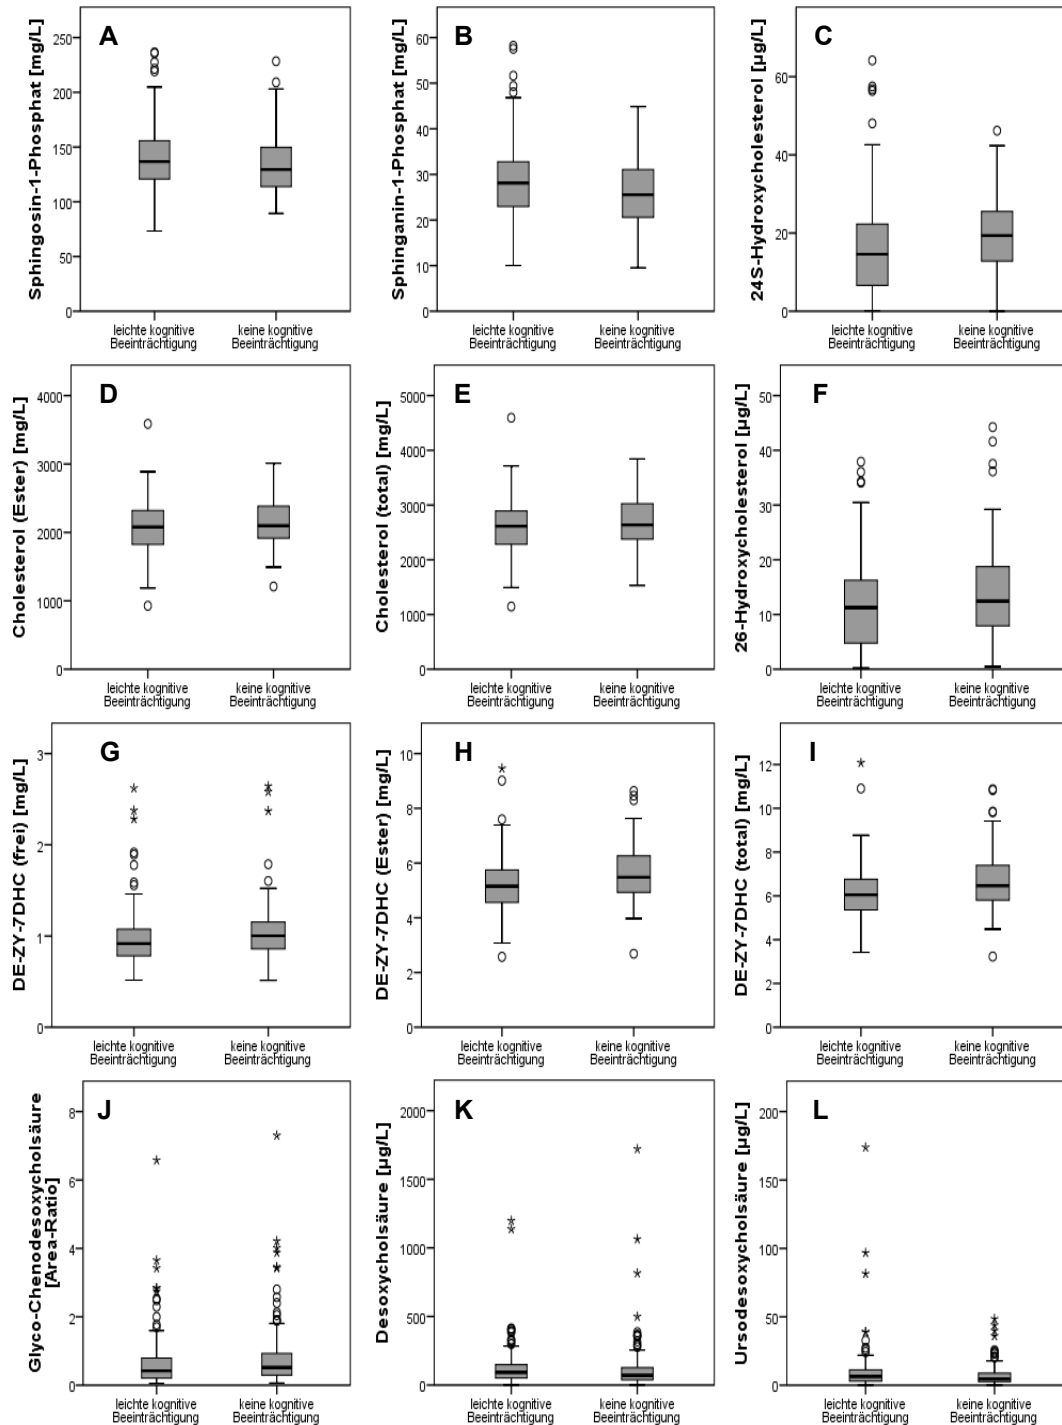 A
Sphingosin-1-Phosphat [mg/L]
250
200
150
100
50
0
leichte kognitive
Beeinträchtigung
keine kognitive
Beeinträchtigung
B
Sphinganin-1-Phosphat [mg/L]
60
50
40
30
20
10
0
leichte kognitive
Beeinträchtigung
keine kognitive
Beeinträchtigung
C
24S-Hydroxycholesterol [µg/L]
60
40
20
0
leichte kognitive
Beeinträchtigung
keine kognitive
Beeinträchtigung
D
Cholesterol (Ester) [mg/L]
4000
3000
2000
1000
0
leichte kognitive
Beeinträchtigung
keine kognitive
Beeinträchtigung
E
Cholesterol (total) [mg/L]
5000
4000
3000
2000
1000
0
leichte kognitive
Beeinträchtigung
keine kognitive
Beeinträchtigung
F
26-Hydroxycholesterol [µg/L]
50
40
30
20
10
0
leichte kognitive
Beeinträchtigung
keine kognitive
Beeinträchtigung
G
DE-ZY-7DHC (frei) [mg/L]
3
2
1
0
leichte kognitive
Beeinträchtigung
keine kognitive
Beeinträchtigung
H
DE-ZY-7DHC (Ester) [mg/L]
10
8
6
4
2
0
leichte kognitive
Beeinträchtigung
keine kognitive
Beeinträchtigung
I
DE-ZY-7DHC (total) [mg/L]
12
10
8
6
4
2
0
leichte kognitive
Beeinträchtigung
keine kognitive
Beeinträchtigung
J
Glyco-Chenodesoxycholsäure
[Area-Ratio]
8
6
4
2
0
leichte kognitive
Beeinträchtigung
keine kognitive
Beeinträchtigung
K
Desoxycholsäure [µg/L]
2000
1500
1000
500
0
leichte kognitive
Beeinträchtigung
keine kognitive
Beeinträchtigung
L
Ursodesoxycholsäure [µg/L]
200
150
100
50
0
leichte kognitive
Beeinträchtigung
keine kognitive
Beeinträchtigung